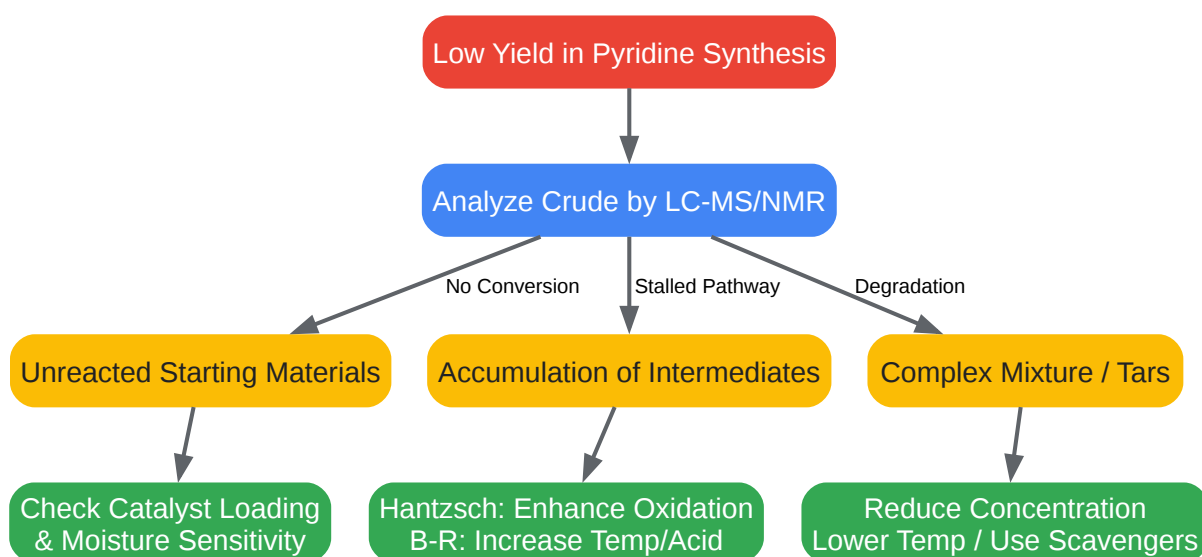 Low Yield in Pyridine Synthesis
Analyze Crude by LC-MS/NMR
No Conversion
Stalled Pathway
Degradation
Unreacted Starting Materials
Accumulation of Intermediates
Complex Mixture / Tars
Check Catalyst Loading
& Moisture Sensitivity
Hantzsch: Enhance Oxidation
B-R: Increase Temp/Acid
Reduce Concentration
Lower Temp / Use Scavengers